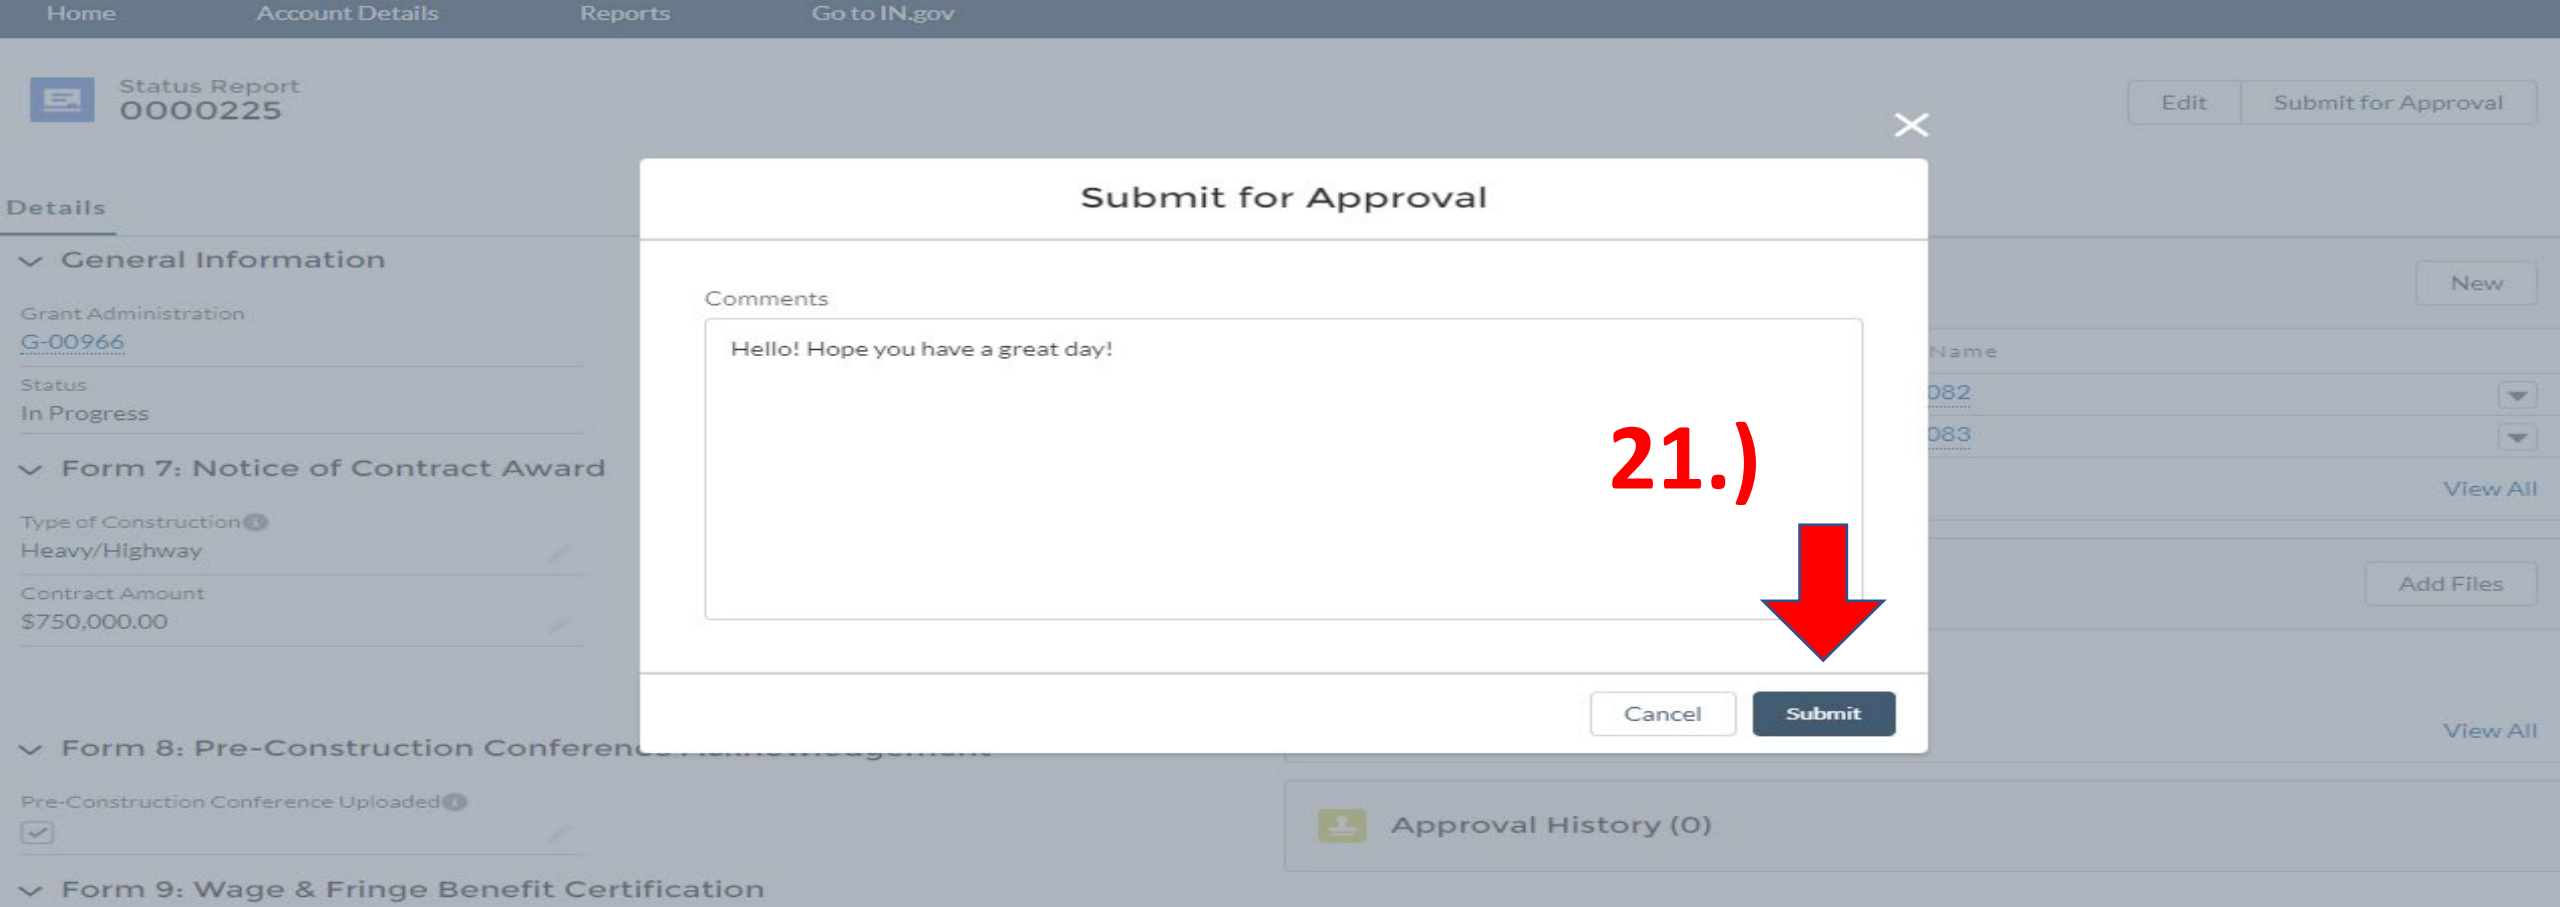 Home Account Details Reports Go to IN.gov
Status Report
0000225
Edit Submit for Approval
Submit for Approval
Details
General Information
Grant Administration
G-00966
Status
In Progress
Form 7: Notice of Contract Award
Type of Construction
Heavy/Highway
Contract Amount
$750,000.00
Form 8: Pre-Construction
Pre-Construction Conference Uploaded
Form 9: Wage & Fringe Benefit Certification
Comments
Hello! Hope you have a great day!
21.)
Cancel Submit
New
Name
082
083
View All
Add Files
View All
Approval History (0)